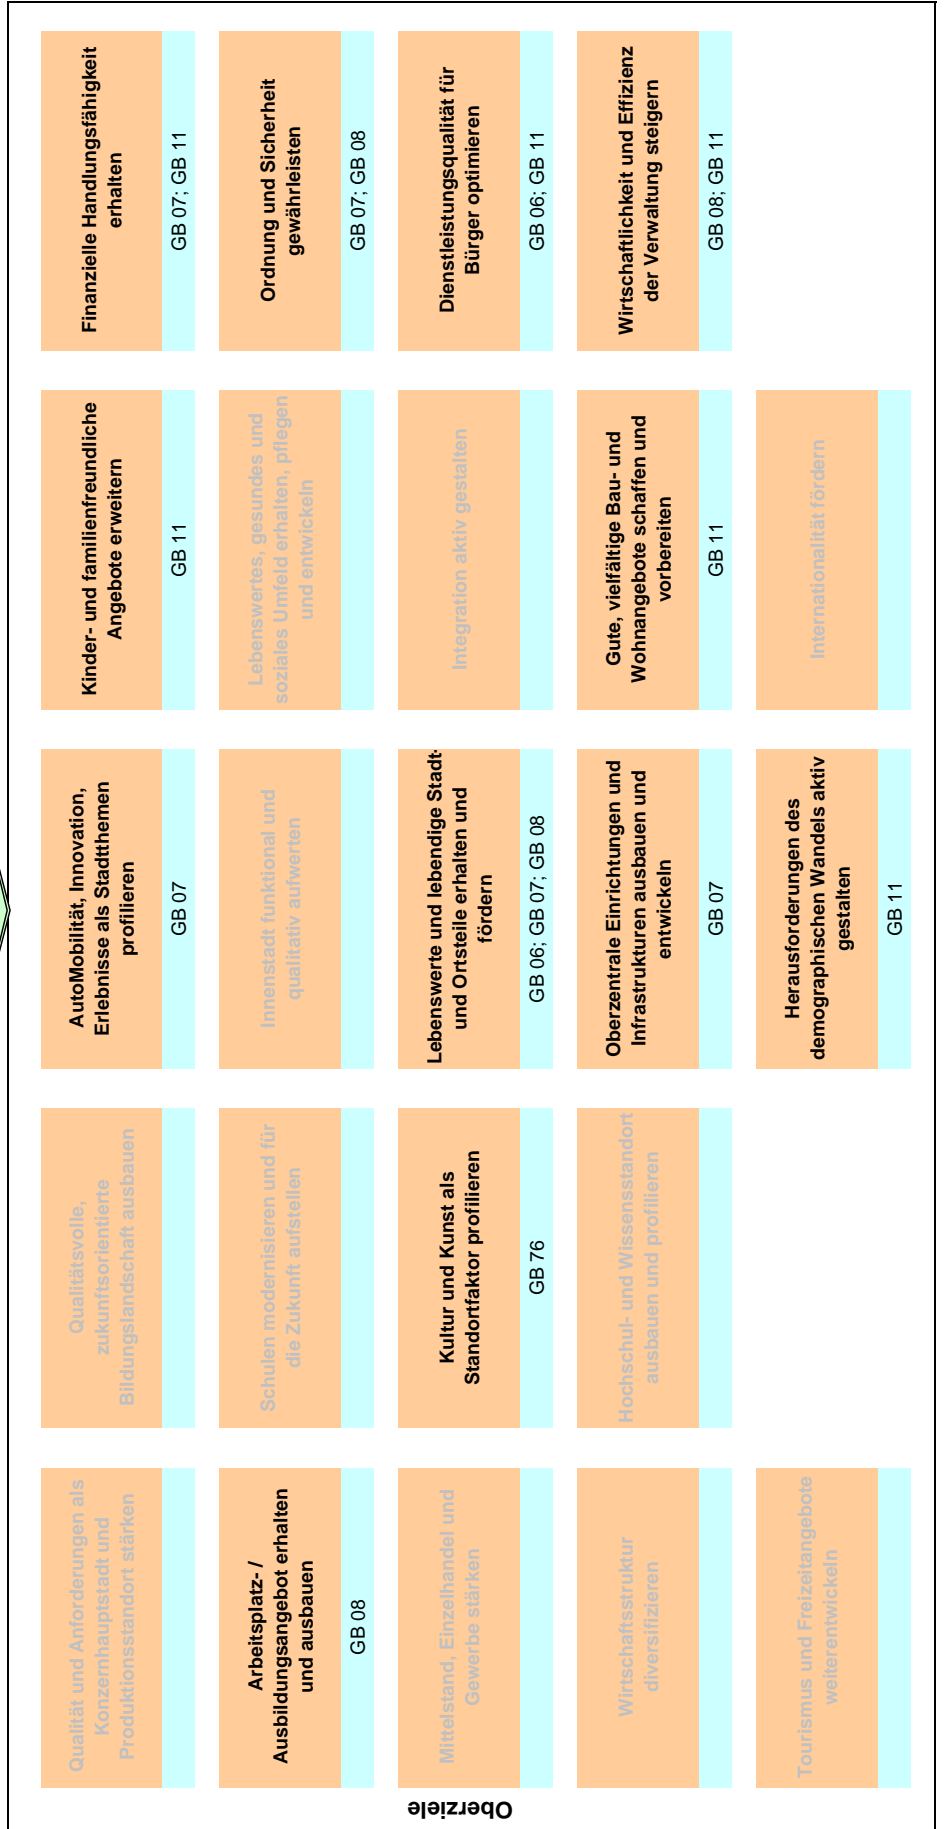 Oberziele
Qualität und Anforderungen als
Konzernhauptstadt und
Produktionsstandort stärken
Qualitätsvolle,
zukunftsorientierte
Bildungslandschaft ausbauen
AutoMobilität, Innovation,
Erlebnisse als Stadtthemen
profilieren
GB 07
Kinder- und familienfreundliche
Angebote erweitern
GB 11
Finanzielle Handlungsfähigkeit
erhalten
GB 07; GB 11
Arbeitsplatz- /
Ausbildungsangebot erhalten
und ausbauen
GB 08
Schulen modernisieren und für
die Zukunft aufstellen
Innenstadt funktional und
qualitativ aufwerten
Lebenswertes, gesundes und
soziales Umfeld erhalten, pflegen
und entwickeln
Ordnung und Sicherheit
gewährleisten
GB 07; GB 08
Mittelstand, Einzelhandel und
Gewerbe stärken
Kultur und Kunst als
Standortfaktor profilieren
GB 76
Lebenswerte und lebendige Stadt-
und Ortsteile erhalten und
fördern
GB 06; GB 07; GB 08
Integration aktiv gestalten
Dienstleistungsqualität für
Bürger optimieren
GB 06; GB 11
Wirtschaftsstruktur
diversifizieren
Hochschul- und Wissensstandort
ausbauen und profilieren
Oberzentrale Einrichtungen und
Infrastrukturen ausbauen und
entwickeln
GB 07
Gute, vielfältige Bau- und
Wohnangebote schaffen und
vorbereiten
GB 11
Wirtschaftlichkeit und Effizienz
der Verwaltung steigern
GB 08; GB 11
Tourismus und Freizeitangebote
weiterentwickeln
Herausforderungen des
demographischen Wandels aktiv
gestalten
GB 11
Internationalität fördern